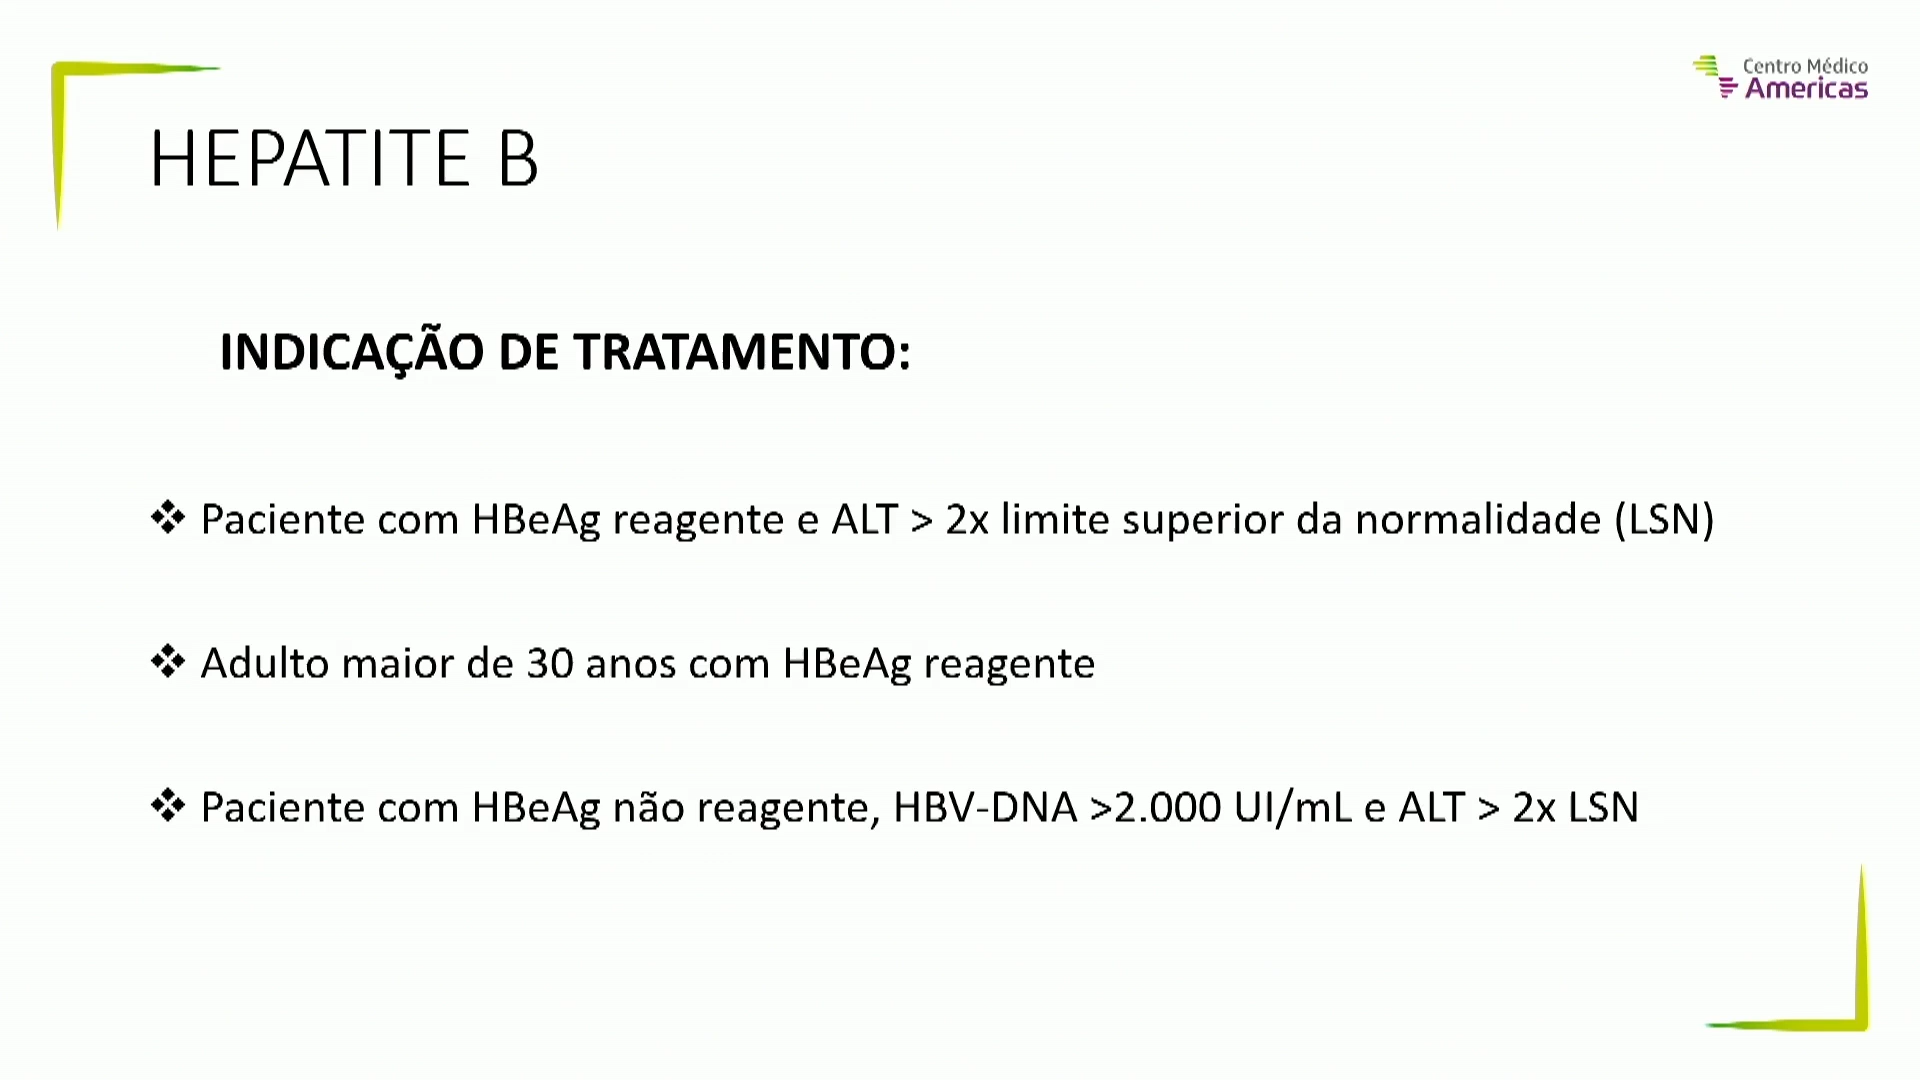 Centro Médico
Americas
HEPATITE B
INDICAÇÃO DE TRATAMENTO:
❖ Paciente com HBeAg reagente e ALT > 2x limite superior da normalidade (LSN)
❖ Adulto maior de 30 anos com HBeAg reagente
❖ Paciente com HBeAg não reagente, HBV-DNA >2.000 UI/mL e ALT > 2x LSN